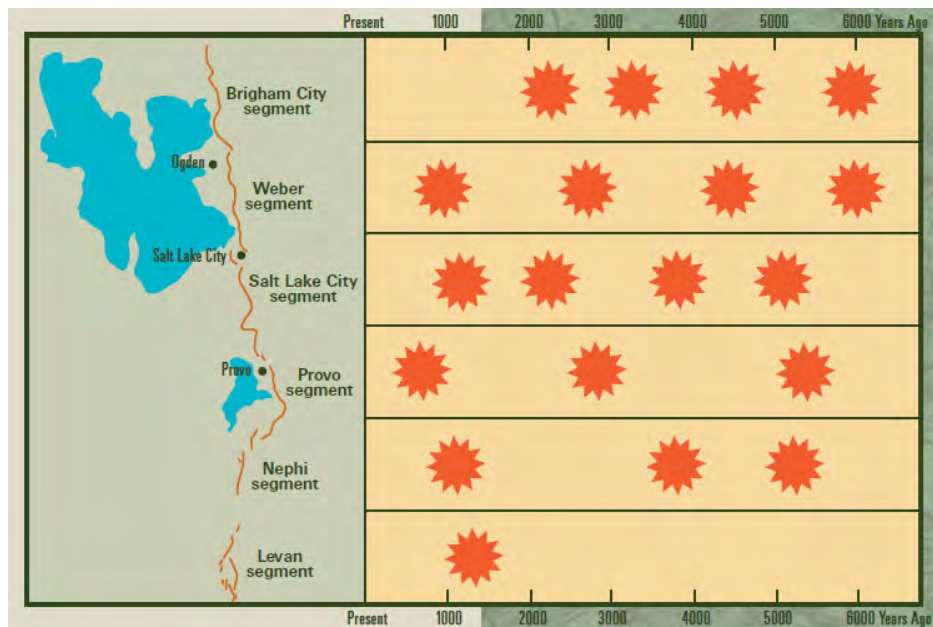 Present 1000 2000 3000 4000 5000 6000 Years Ago
Brigham City
segment
Ogden
Weber
segment
Salt Lake City
Salt Lake City
segment
Provo
Provo
segment
Nephi
segment
Levan
segment
Present 1000 2000 3000 4000 5000 6000 Years Ago